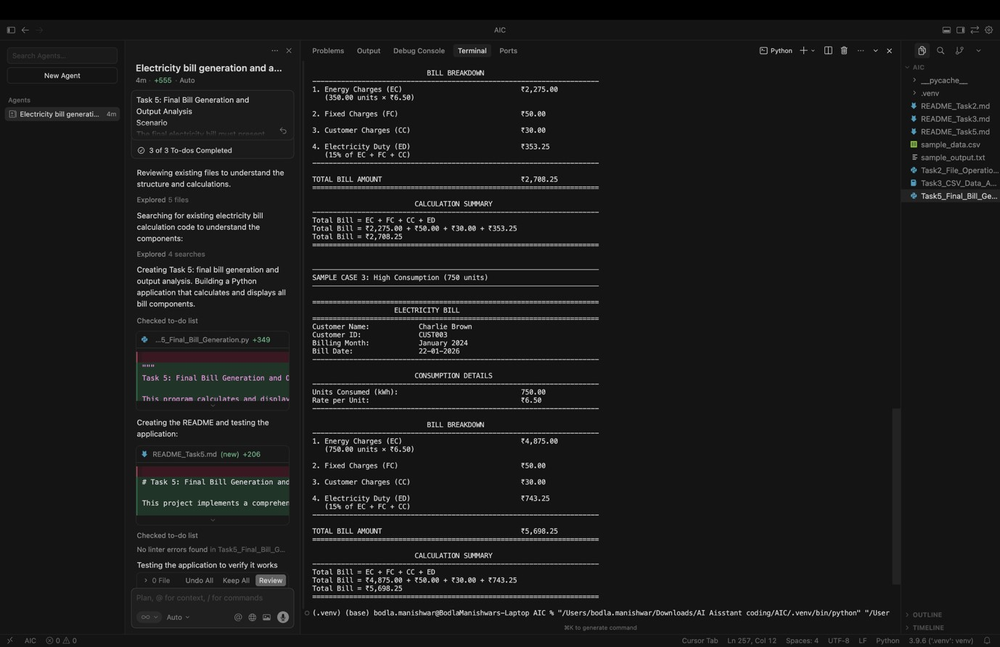 AIC
Search Agents...
New Agent
Agents
Electricity bill generati... 4m
Electricity bill generation and a...
4m · +555 · Auto
Task 5: Final Bill Generation and
Output Analysis
Scenario
The final electricity bill must present
3 of 3 To-dos Completed
Reviewing existing files to understand the
structure and calculations.
Explored 5 files
Searching for existing electricity bill
calculation code to understand the
components:
Explored 4 searches
Creating Task 5: final bill generation and
output analysis. Building a Python
application that calculates and displays all
bill components.
Checked to-do list
...5_Final_Bill_Generation.py +349
"""
Task 5: Final Bill Generation and O
This program calculates and display
Creating the README and testing the
application:
README_Task5.md (new) +206
# Task 5: Final Bill Generation and
This project implements a comprehen
Checked to-do list
No linter errors found in Task5_Final_Bill_G...
Testing the application to verify it works
> 0 File Undo All Keep All Review
Plan, @ for context, / for commands
∞ Auto
Problems Output Debug Console Terminal Ports
Python
BILL BREAKDOWN
1. Energy Charges (EC) ₹2,275.00
(350.00 units × ₹6.50)
2. Fixed Charges (FC) ₹50.00
3. Customer Charges (CC) ₹30.00
4. Electricity Duty (ED) ₹353.25
(15% of EC + FC + CC)
TOTAL BILL AMOUNT ₹2,708.25
CALCULATION SUMMARY
Total Bill = EC + FC + CC + ED
Total Bill = ₹2,275.00 + ₹50.00 + ₹30.00 + ₹353.25
Total Bill = ₹2,708.25
SAMPLE CASE 3: High Consumption (750 units)
ELECTRICITY BILL
Customer Name: Charlie Brown
Customer ID: CUST003
Billing Month: January 2024
Bill Date: 22-01-2026
CONSUMPTION DETAILS
Units Consumed (kWh): 750.00
Rate per Unit: ₹6.50
BILL BREAKDOWN
1. Energy Charges (EC) ₹4,875.00
(750.00 units × ₹6.50)
2. Fixed Charges (FC) ₹50.00
3. Customer Charges (CC) ₹30.00
4. Electricity Duty (ED) ₹743.25
(15% of EC + FC + CC)
TOTAL BILL AMOUNT ₹5,698.25
CALCULATION SUMMARY
Total Bill = EC + FC + CC + ED
Total Bill = ₹4,875.00 + ₹50.00 + ₹30.00 + ₹743.25
Total Bill = ₹5,698.25
(.venv) (base) bodla.manishwar@BodlaManishwars-Laptop AIC % "/Users/bodla.manishwar/Downloads/AI Aisstant coding/AIC/.venv/bin/python" "/User
⌘K to generate command
AIC
__pycache__
.venv
README_Task2.md
README_Task3.md
README_Task5.md
sample_data.csv
sample_output.txt
Task2_File_Operatio...
Task3_CSV_Data_A...
Task5_Final_Bill_Ge...
OUTLINE
TIMELINE
AIC 0 0
Cursor Tab Ln 257, Col 12 Spaces: 4 UTF-8 LF Python 3.9.6 ('.venv': venv)